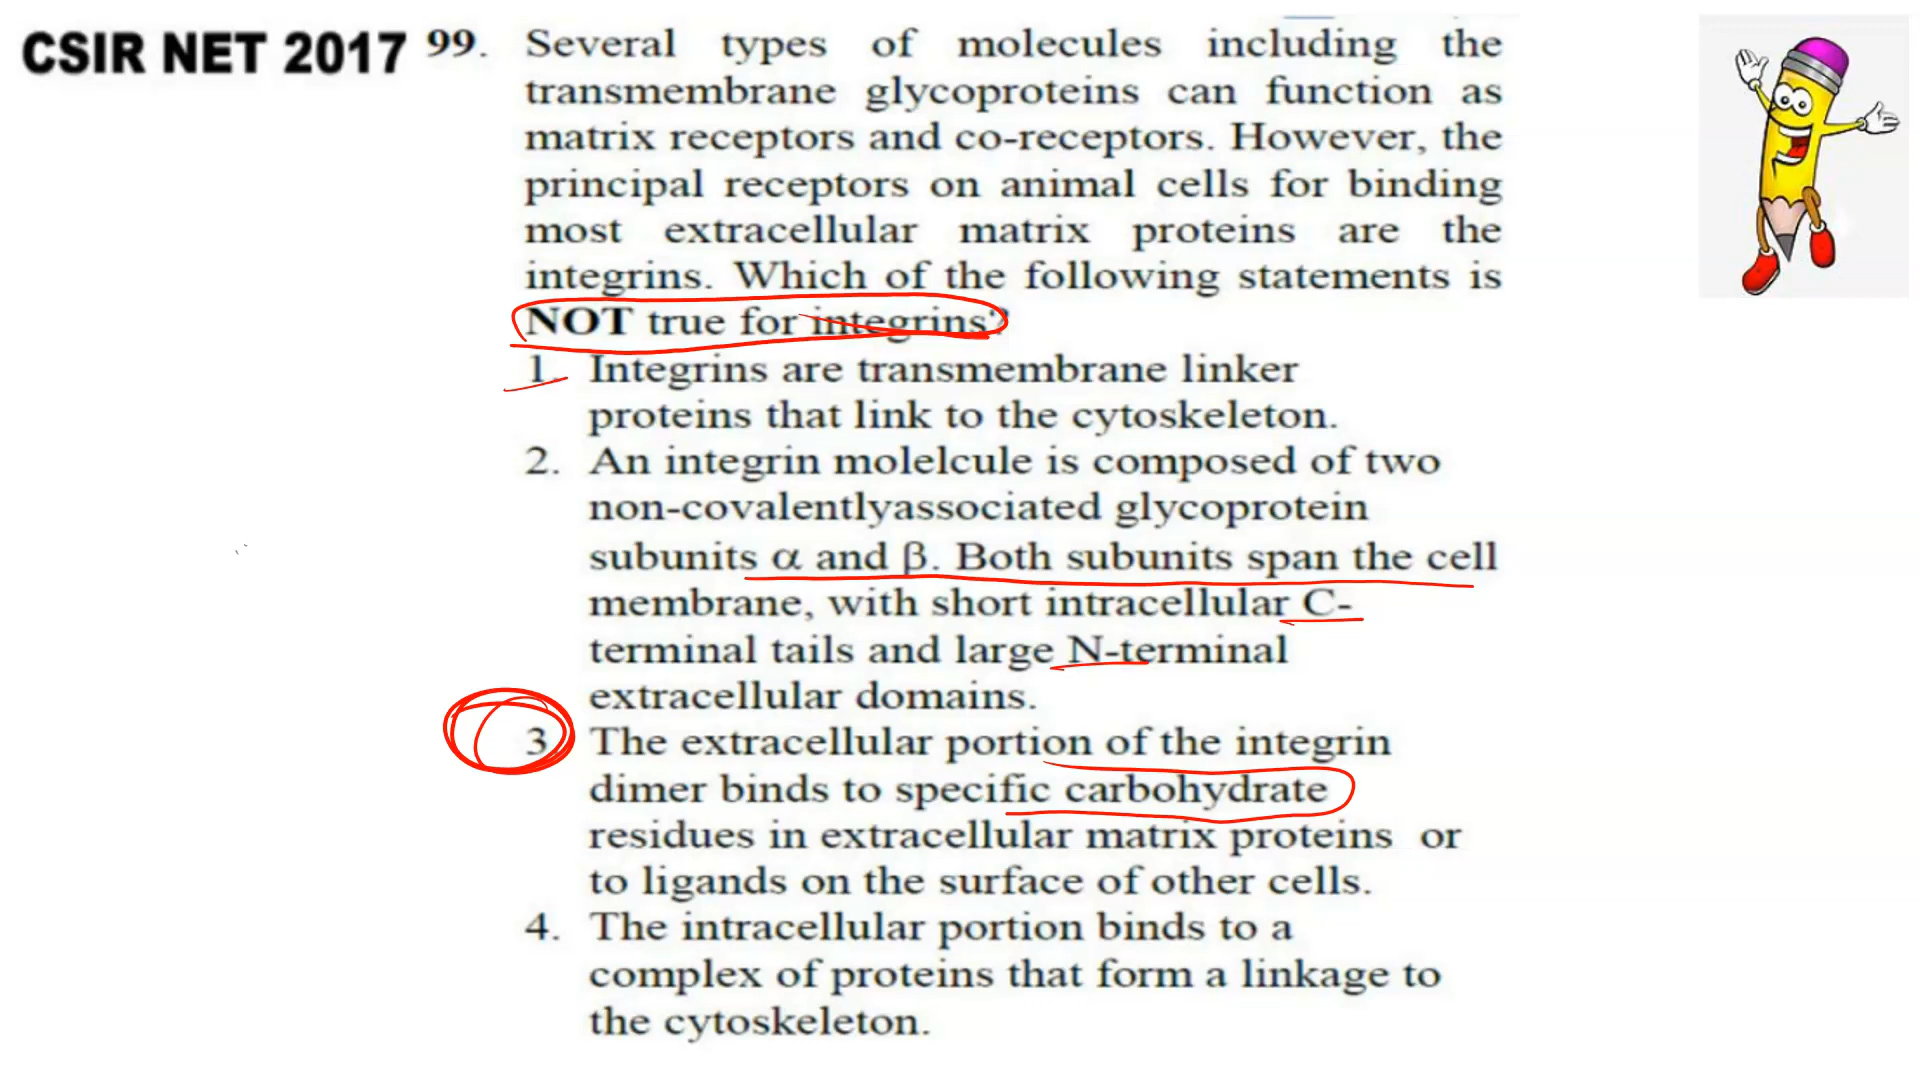 CSIR NET 2017 99. Several types of molecules including the
transmembrane glycoproteins can function as
matrix receptors and co-receptors. However, the
principal receptors on animal cells for binding
most extracellular matrix proteins are the
integrins. Which of the following statements is
NOT true for integrins?
1. Integrins are transmembrane linker
proteins that link to the cytoskeleton.
2. An integrin molelcule is composed of two
non-covalentlyassociated glycoprotein
subunits α and β. Both subunits span the cell
membrane, with short intracellular C-
terminal tails and large N-terminal
extracellular domains.
3 The extracellular portion of the integrin
dimer binds to specific carbohydrate
residues in extracellular matrix proteins or
to ligands on the surface of other cells.
4. The intracellular portion binds to a
complex of proteins that form a linkage to
the cytoskeleton.